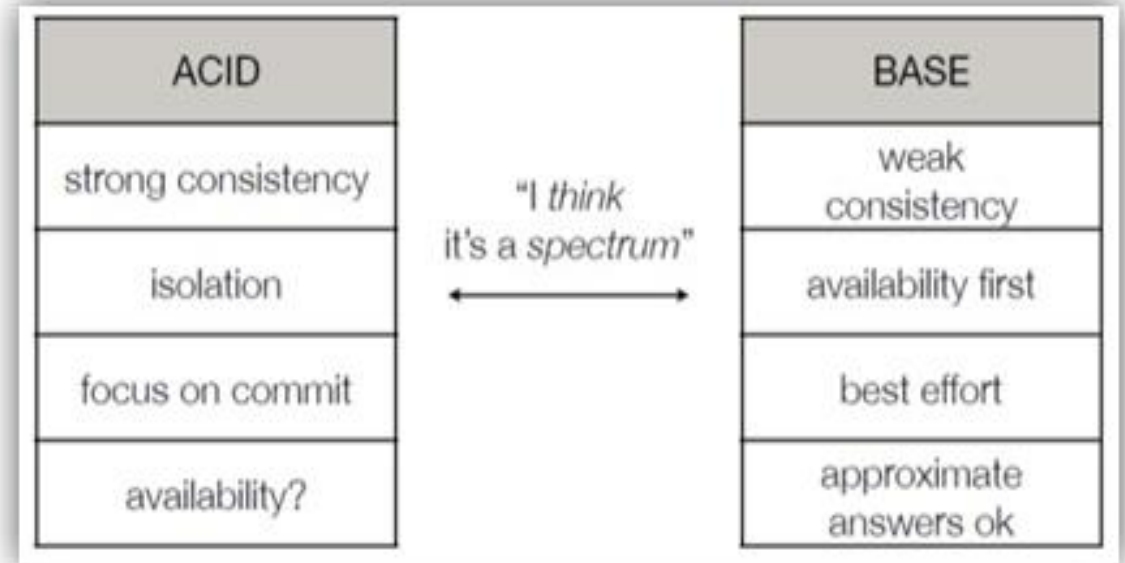 ACID
strong consistency
isolation
focus on commit
availability?
“I think
it’s a spectrum”
BASE
weak
consistency
availability first
best effort
approximate
answers ok